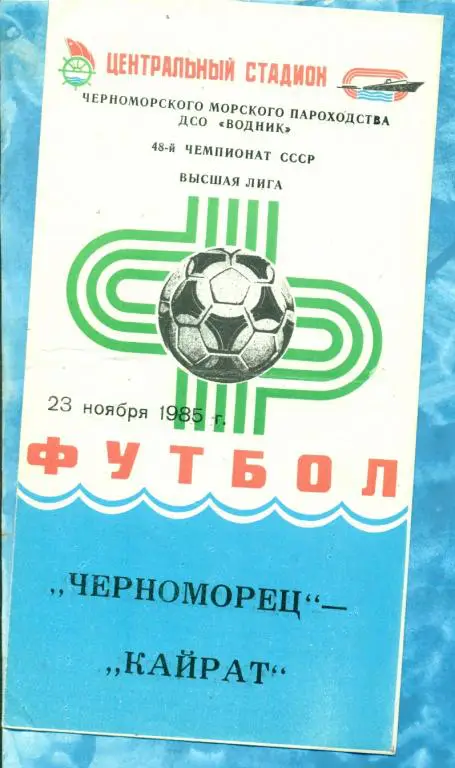 ЦЕНТРАЛЬНЫЙ СТАДИОН
ЧЕРНОМОРСКОГО МОРСКОГО ПАРОХОДСТВА
ДСО «ВОДНИК»
48-й ЧЕМПИОНАТ СССР
ВЫСШАЯ ЛИГА
23 ноября 1985 г.
ФУТБОЛ
„ЧЕРНОМОРЕЦ“—
„КАЙРАТ“